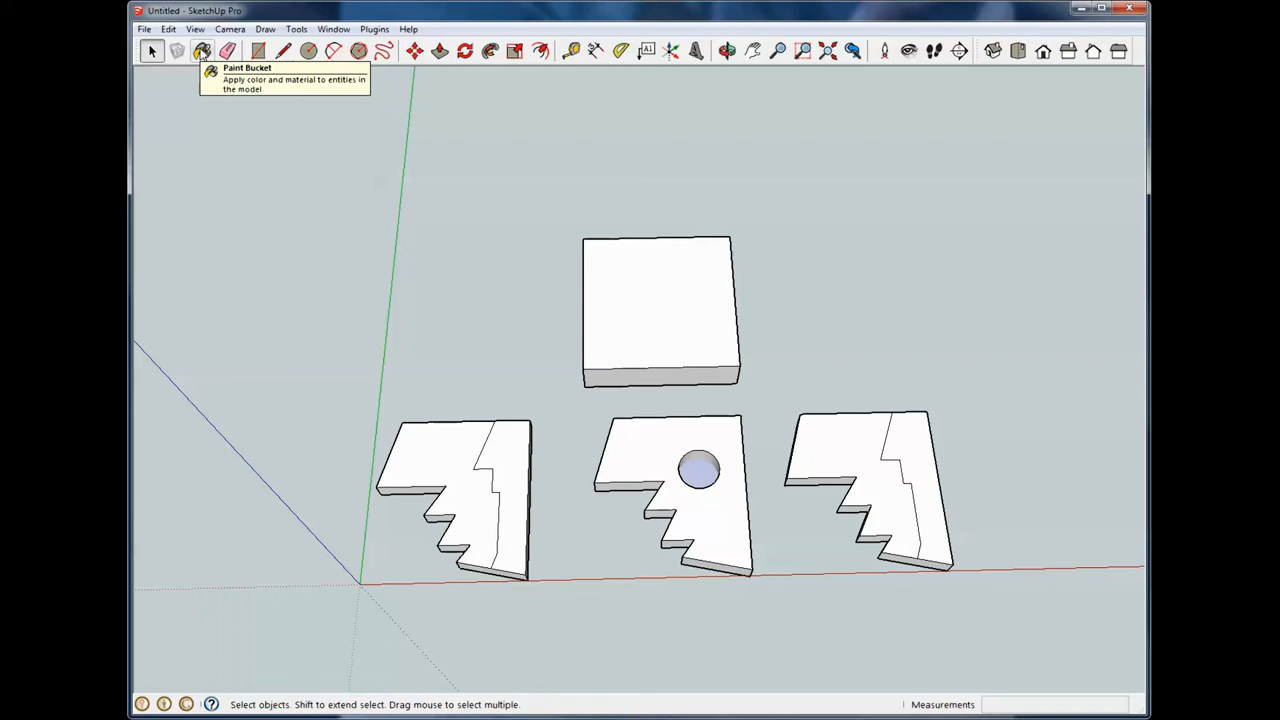 Untitled - SketchUp Pro
File Edit View Camera Draw Tools Window Plugins Help
A1
Paint Bucket
Apply color and material to entities in
the model
Select objects. Shift to extend select. Drag mouse to select multiple.
Measurements